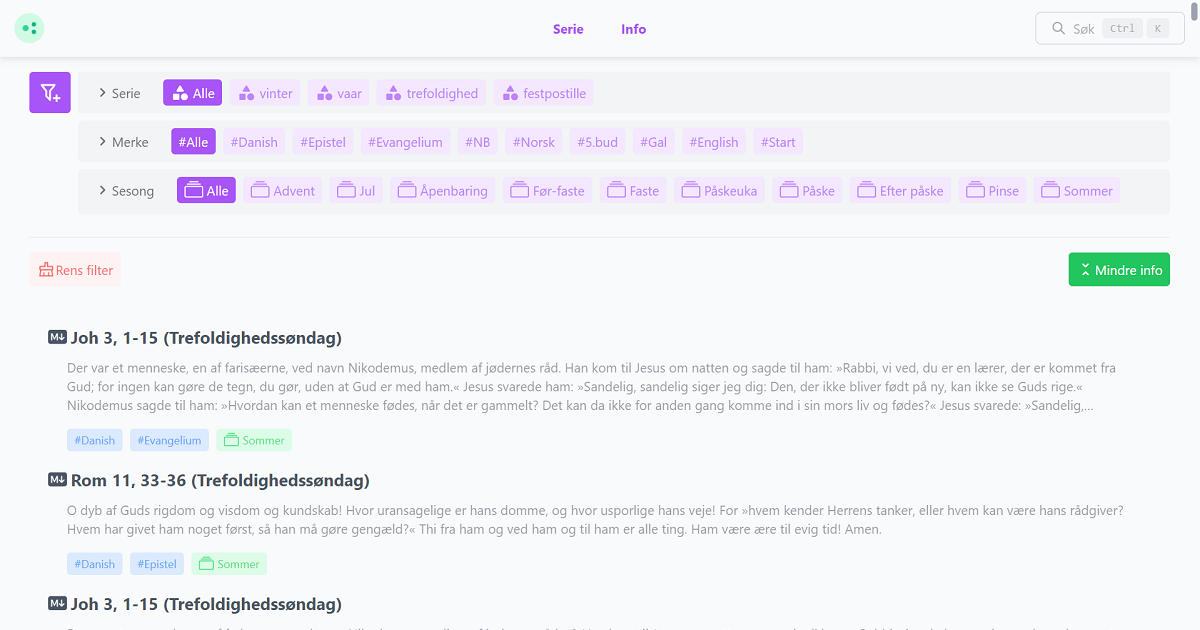 Serie Info Søk Ctrl K
Serie Alle vinter vaar trefoldighed festpostille
Merke #Alle #Danish #Epistel #Evangelium #NB #Norsk #5.bud #Gal #English #Start
Sesong Alle Advent Jul Åpenbaring Før-faste Faste Påskeuka Påske Efter påske Pinse Sommer
Rens filter Mindre info
M↓ Joh 3, 1-15 (Trefoldighedssøndag)
Der var et menneske, en af farisæerne, ved navn Nikodemus, medlem af jødernes råd. Han kom til Jesus om natten og sagde til ham: »Rabbi, vi ved, du er en lærer, der er kommet fra
Gud; for ingen kan gøre de tegn, du gør, uden at Gud er med ham.« Jesus svarede ham: »Sandelig, sandelig siger jeg dig: Den, der ikke bliver født på ny, kan ikke se Guds rige.«
Nikodemus sagde til ham: »Hvordan kan et menneske fødes, når det er gammelt? Det kan da ikke for anden gang komme ind i sin mors liv og fødes?« Jesus svarede: »Sandelig,...
#Danish #Evangelium Sommer
M↓ Rom 11, 33-36 (Trefoldighedssøndag)
O dyb af Guds rigdom og visdom og kundskab! Hvor uransagelige er hans domme, og hvor usporlige hans veje! For »hvem kender Herrens tanker, eller hvem kan være hans rådgiver?
Hvem har givet ham noget først, så han må gøre gengæld?« Thi fra ham og ved ham og til ham er alle ting. Ham være ære til evig tid! Amen.
#Danish #Epistel Sommer
M↓ Joh 3, 1-15 (Trefoldighedssøndag)